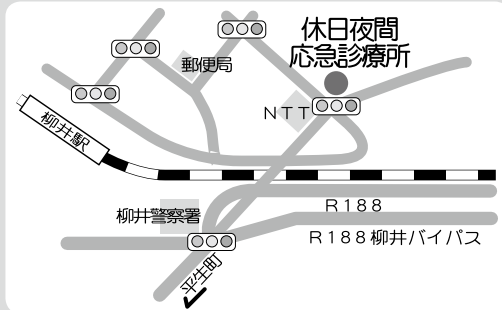 休日夜間
応急診療所
郵便局
NTT
柳井駅
柳井警察署
R188
R188柳井バイパス
平生町